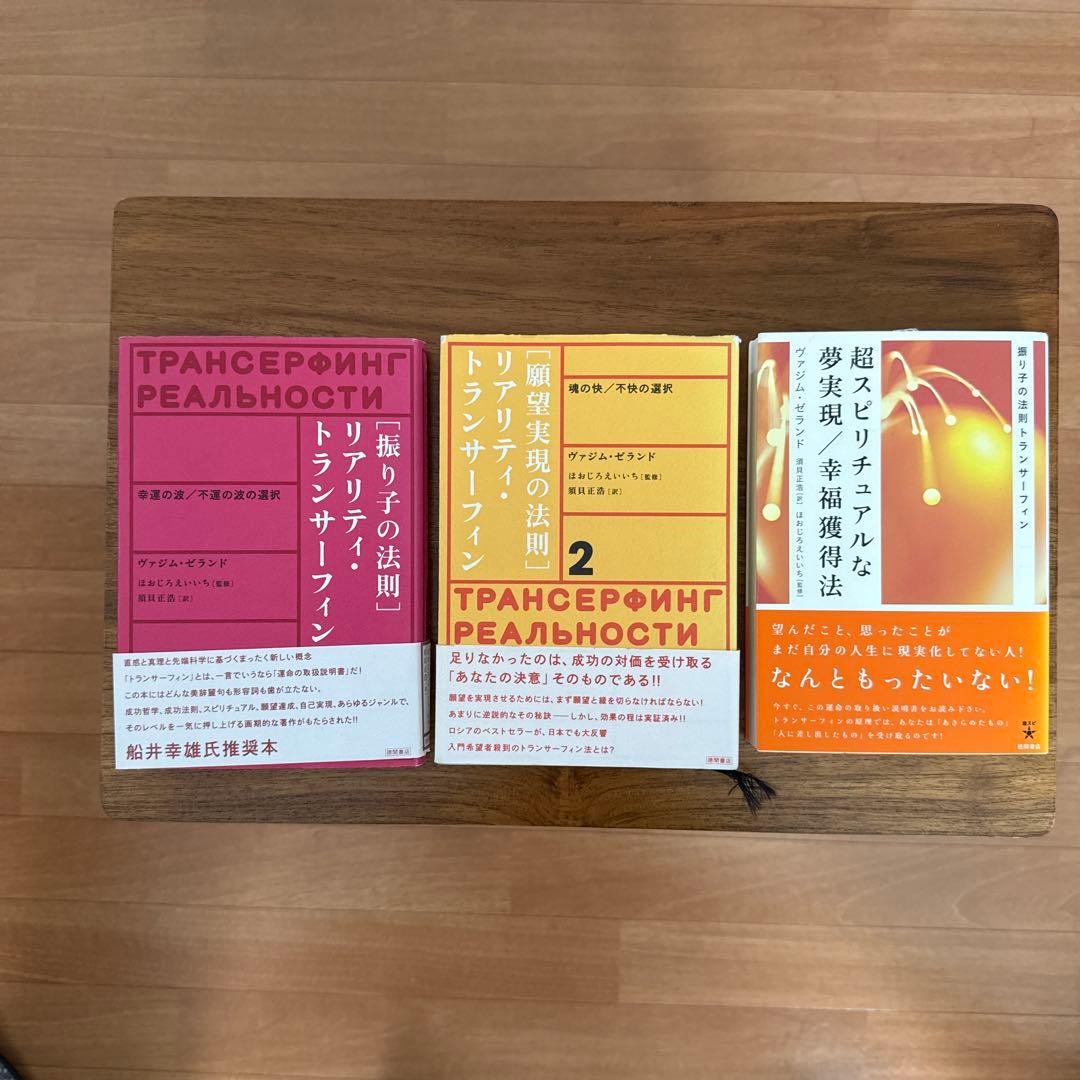 ТРАНСЕРФИНГ
РЕАЛЬНОСТИ
[振り子の法則]
リアリティ・
トランサーフィン
幸運の波/不運の波の選択
ヴァジム・ゼランド
ほおじろえいいち[監修]
須貝正浩[訳]
直感と真理と先端科学に基づくまったく新しい概念
「トランサーフィン」とは、一言でいうなら「運命の取扱説明書」だ!
この本にはどんな美辞麗句も形容詞も歯が立たない。
成功哲学、成功法則、スピリチュアル、願望達成、自己実現、あらゆるジャンルで、
そのレベルを一気に押し上げる画期的な著作がもたらされた!!
船井幸雄氏推奨本
徳間書店
[願望実現の法則]
リアリティ・
トランサーフィン
魂の快/不快の選択
ヴァジム・ゼランド
ほおじろえいいち[監修]
須貝正浩[訳]
2
ТРАНСЕРФИНГ
РЕАЛЬНОСТИ
足りなかったのは、成功の対価を受け取る
「あなたの決意」そのものである!!
願望を実現させるためには、まず願望と縁を切らなければならない!
あまりに逆説的なその秘訣──しかし、効果の程は実証済み!!
ロシアのベストセラーが、日本でも大反響
入門希望者殺到のトランサーフィン法とは?
徳間書店
振り子の法則トランサーフィン
超スピリチュアルな
夢実現/幸福獲得法
ヴァジム・ゼランド 須貝正浩[訳] ほおじろえいいち[監修]
望んだこと、思ったことが
まだ自分の人生に現実化してない人!
なんともったいない!
今すぐ、この運命の取り扱い説明書をお読み下さい。
トランサーフィンの原理では、あなたは「あきらめたもの」
「人に差し出したもの」を受け取るのです!
超スピ
徳間書店